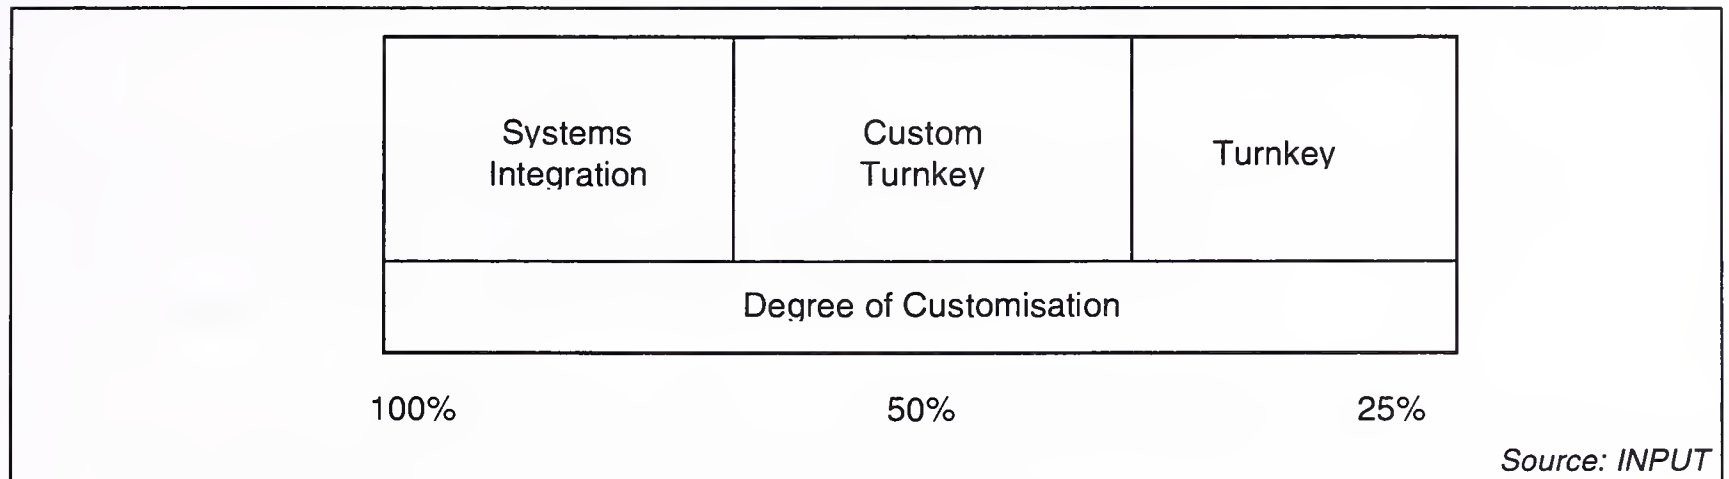 Systems
Integration
Custom
Turnkey
Turnkey
Degree of Customisation
100% 50% 25%
Source: INPUT